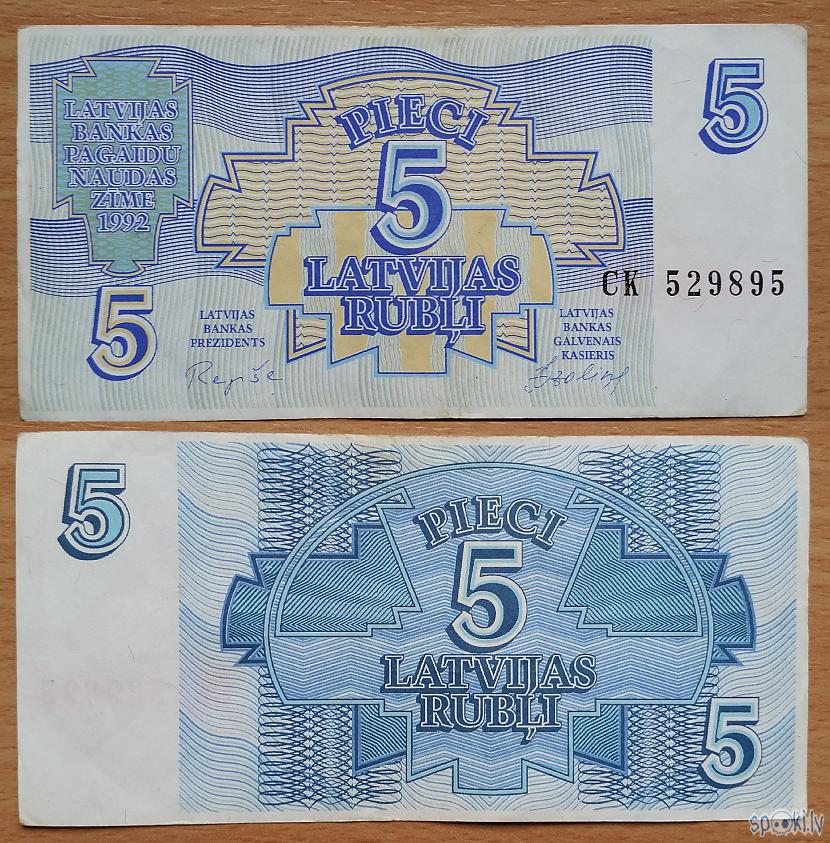 LATVIJAS
BANKAS
PAGAIDU
NAUDAS
ZĪME
1992
PIECI
5
LATVIJAS
RUBĻI
5
5
CK 529895
LATVIJAS
BANKAS
PREZIDENTS
LATVIJAS
BANKAS
GALVENAIS
KASIERIS
Repše
5
PIECI
5
LATVIJAS
RUBĻI
5
spoki.lv